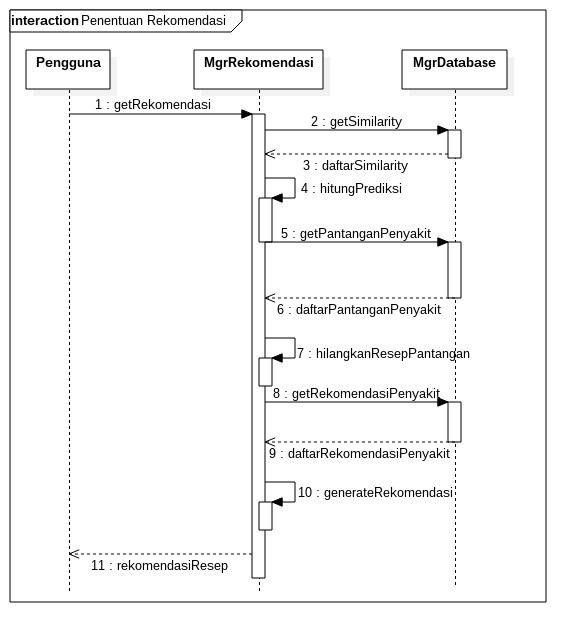 interaction Penentuan Rekomendasi
Pengguna
MgrRekomendasi
MgrDatabase
1 : getRekomendasi
2 : getSimilarity
3 : daftarSimilarity
4 : hitungPrediksi
5 : getPantanganPenyakit
6 : daftarPantanganPenyakit
7 : hilangkanResepPantangan
8 : getRekomendasiPenyakit
9 : daftarRekomendasiPenyakit
10 : generateRekomendasi
11 : rekomendasiResep